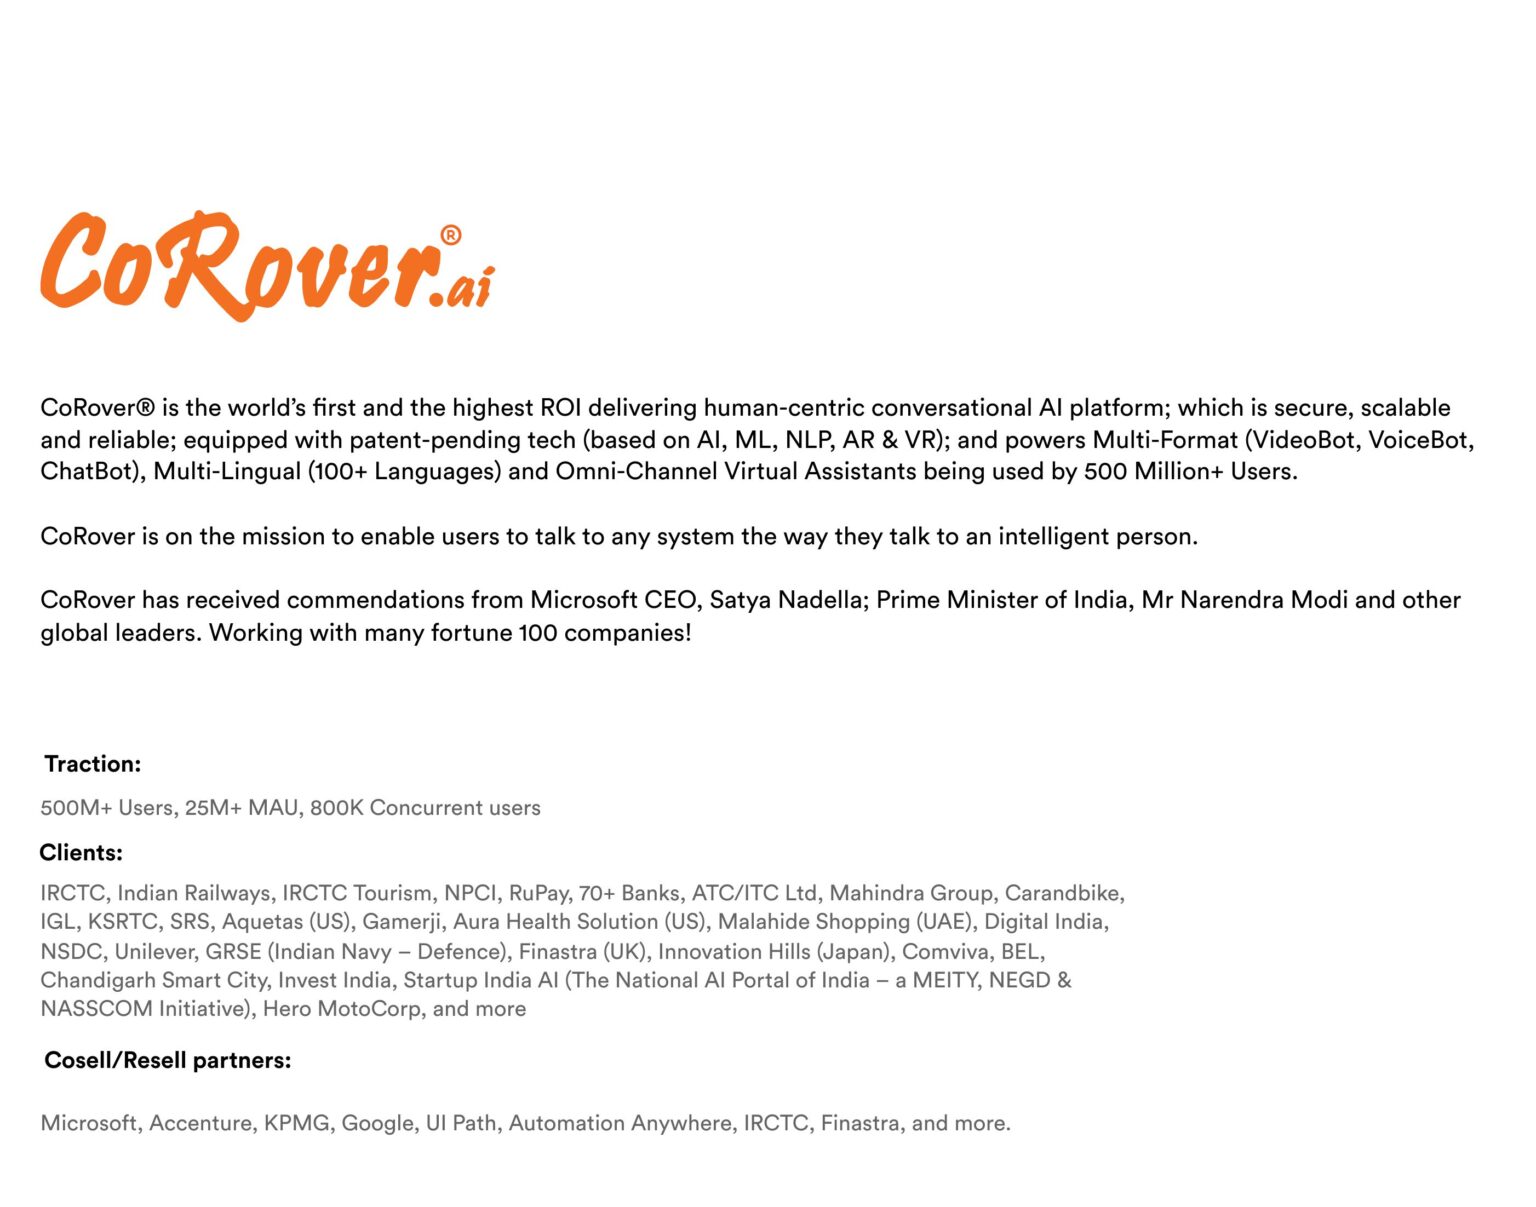 CoRover®.ai
CoRover® is the world’s first and the highest ROI delivering human-centric conversational AI platform; which is secure, scalable
and reliable; equipped with patent-pending tech (based on AI, ML, NLP, AR & VR); and powers Multi-Format (VideoBot, VoiceBot,
ChatBot), Multi-Lingual (100+ Languages) and Omni-Channel Virtual Assistants being used by 500 Million+ Users.
CoRover is on the mission to enable users to talk to any system the way they talk to an intelligent person.
CoRover has received commendations from Microsoft CEO, Satya Nadella; Prime Minister of India, Mr Narendra Modi and other
global leaders. Working with many fortune 100 companies!
Traction:
500M+ Users, 25M+ MAU, 800K Concurrent users
Clients:
IRCTC, Indian Railways, IRCTC Tourism, NPCI, RuPay, 70+ Banks, ATC/ITC Ltd, Mahindra Group, Carandbike,
IGL, KSRTC, SRS, Aquetas (US), Gamerji, Aura Health Solution (US), Malahide Shopping (UAE), Digital India,
NSDC, Unilever, GRSE (Indian Navy – Defence), Finastra (UK), Innovation Hills (Japan), Comviva, BEL,
Chandigarh Smart City, Invest India, Startup India AI (The National AI Portal of India – a MEITY, NEGD &
NASSCOM Initiative), Hero MotoCorp, and more
Cosell/Resell partners:
Microsoft, Accenture, KPMG, Google, UI Path, Automation Anywhere, IRCTC, Finastra, and more.